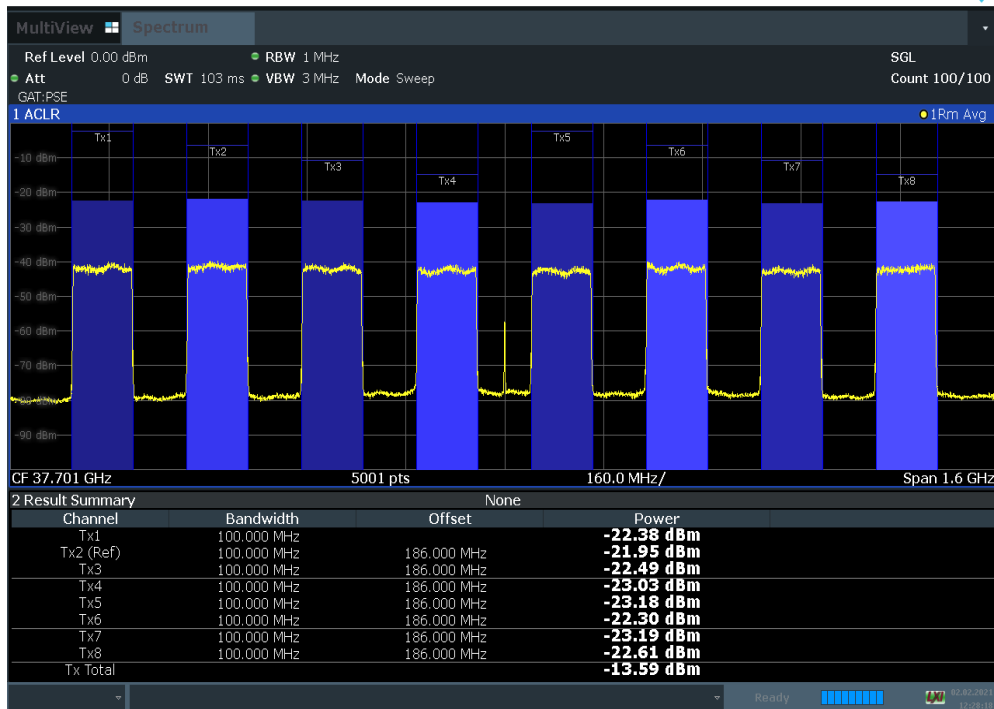 MultiView Spectrum
Ref Level 0.00 dBm RBW 1 MHz SGL
Att 0 dB SWT 103 ms VBW 3 MHz Mode Sweep Count 100/100
GAT:PSE
1 ACLR 1Rm Avg
Tx1 Tx2 Tx3 Tx4 Tx5 Tx6 Tx7 Tx8
-10 dBm
-20 dBm
-30 dBm
-40 dBm
-50 dBm
-60 dBm
-70 dBm
-80 dBm
-90 dBm
CF 37.701 GHz 5001 pts 160.0 MHz/ Span 1.6 GHz
2 Result Summary None
Channel Bandwidth Offset Power
Tx1 100.000 MHz -22.38 dBm
Tx2 (Ref) 100.000 MHz 186.000 MHz -21.95 dBm
Tx3 100.000 MHz 186.000 MHz -22.49 dBm
Tx4 100.000 MHz 186.000 MHz -23.03 dBm
Tx5 100.000 MHz 186.000 MHz -23.18 dBm
Tx6 100.000 MHz 186.000 MHz -22.30 dBm
Tx7 100.000 MHz 186.000 MHz -23.19 dBm
Tx8 100.000 MHz 186.000 MHz -22.61 dBm
Tx Total -13.59 dBm
Ready 02.02.2021